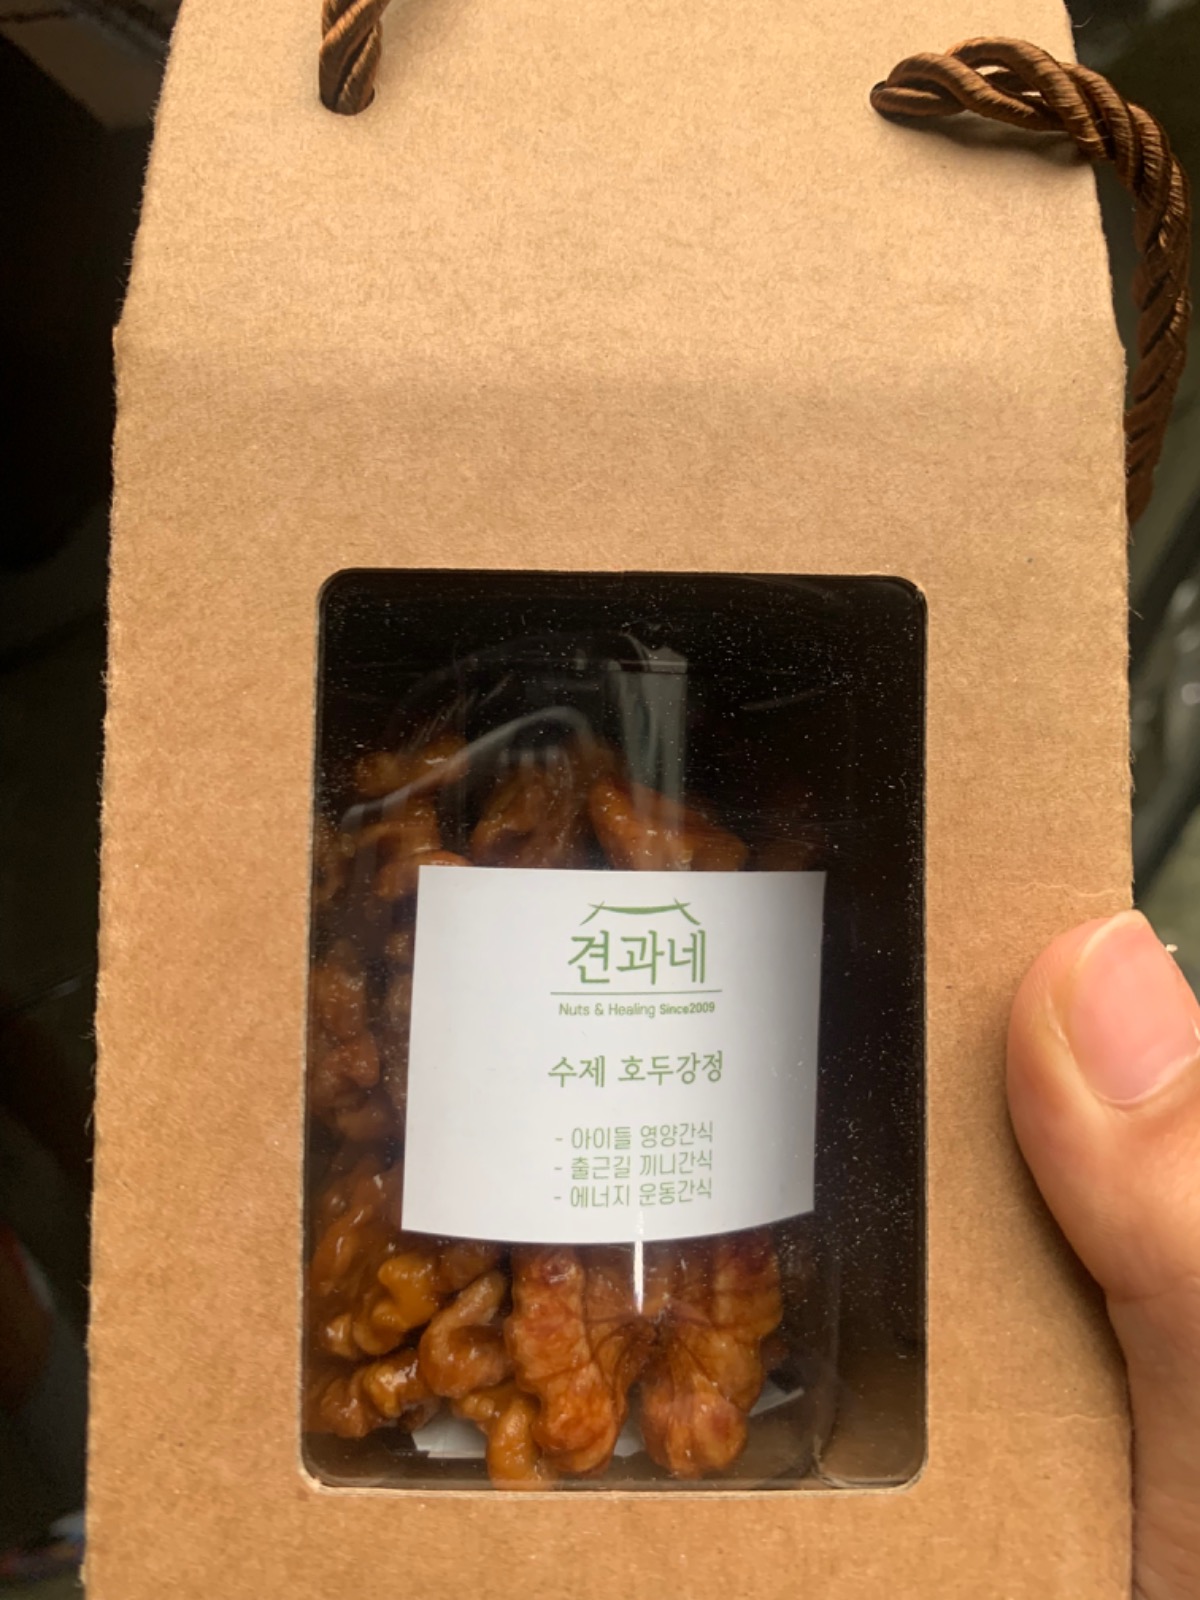 견과네
Nuts & Healing Since2009
수제 호두강정
- 아이들 영양간식
- 출근길 끼니간식
- 에너지 운동간식